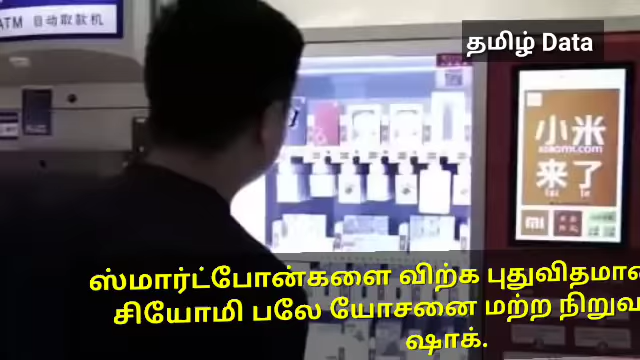 ATM 自动取款机
தமிழ் Data
小米
xiaomi.com
来了
mi
ஸ்மார்ட்போன்களை விற்க புதுவிதமான
சியோமி பலே யோசனை மற்ற நிறுவ
ஷாக்.